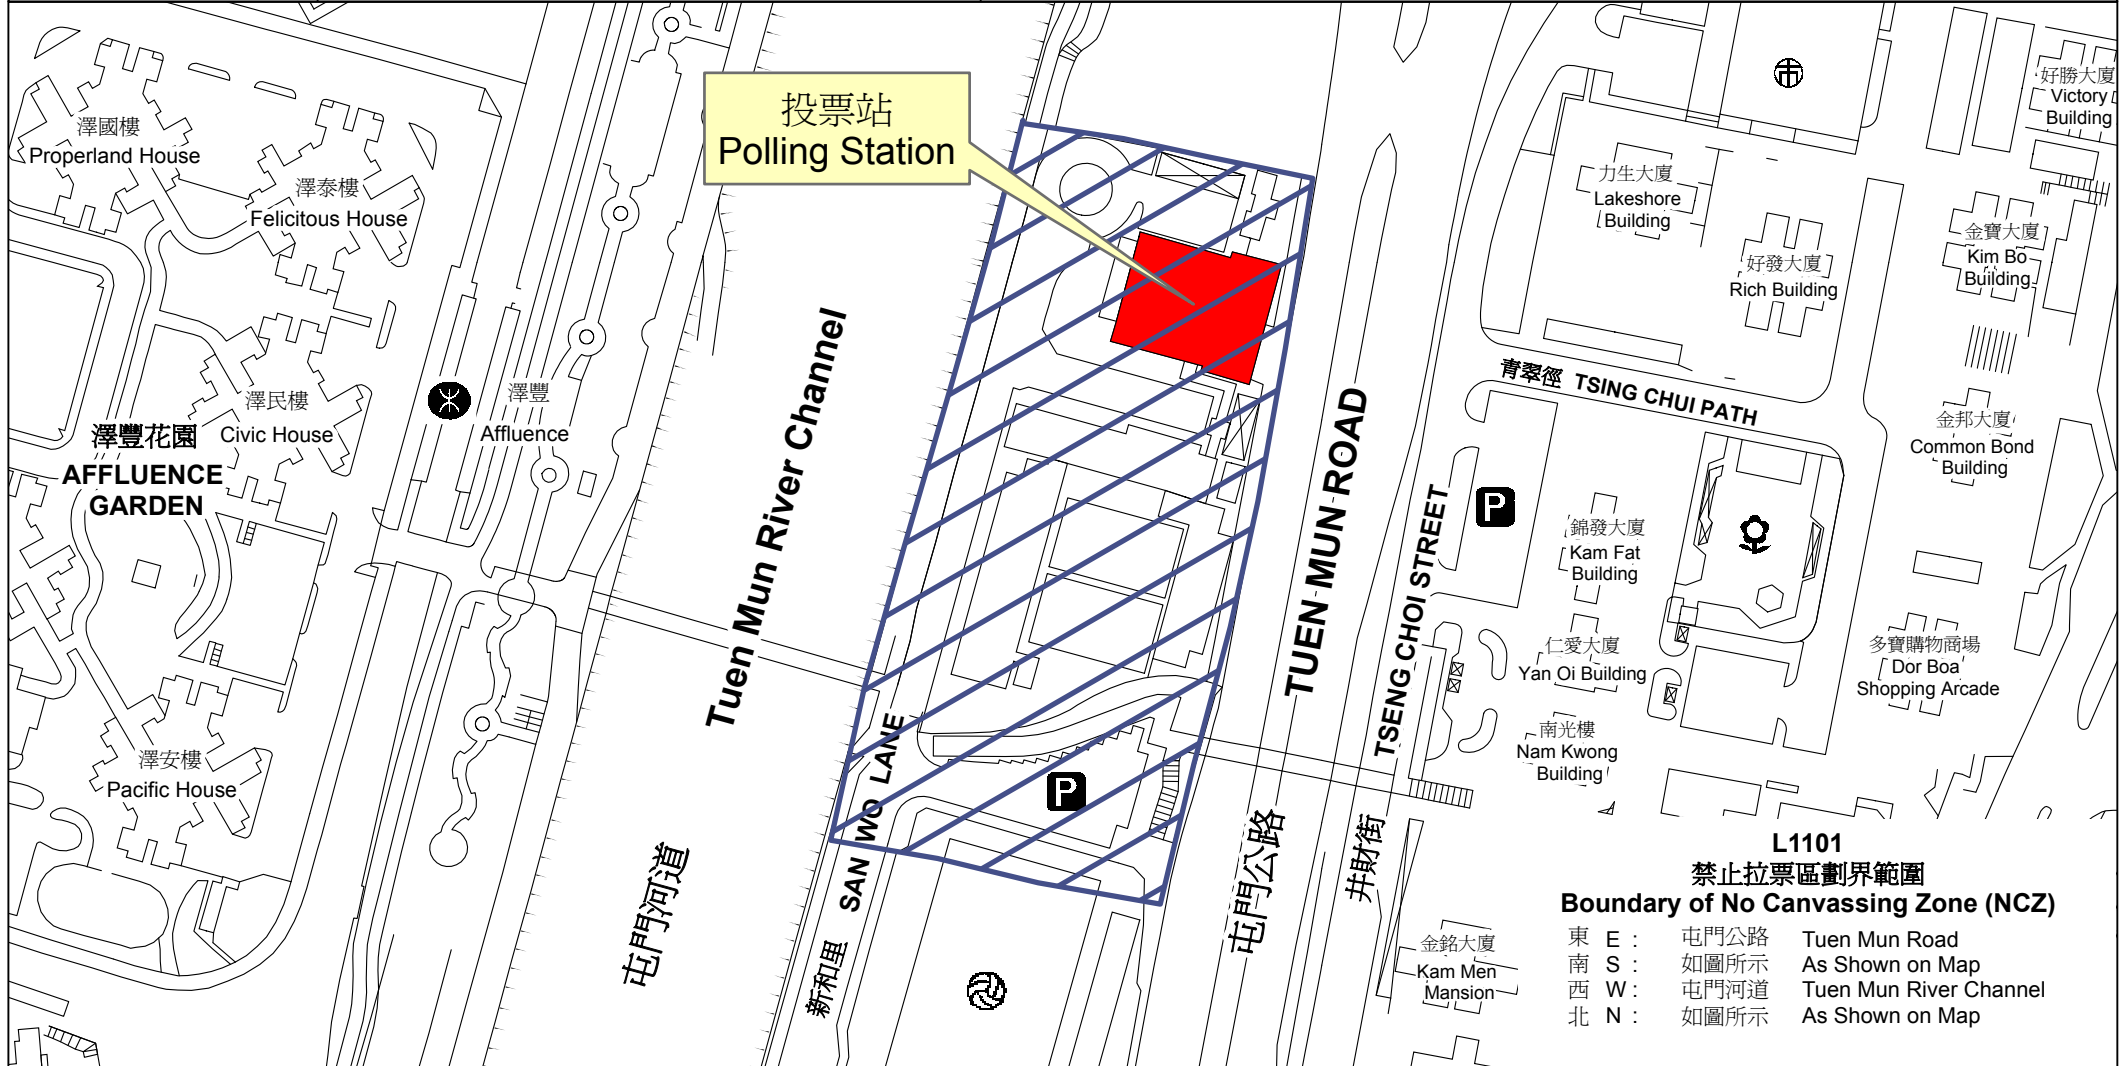 投票站
Polling Station
澤國樓
Properland House
澤泰樓
Felicitous House
澤民樓
Civic House
澤豐花園
AFFLUENCE
GARDEN
澤豐
Affluence
澤安樓
Pacific House
Tuen Mun River Channel
屯門河道
SAN WO LANE
新和里
TUEN MUN ROAD
屯門公路
TSENG CHOI STREET
井財街
青翠徑 TSING CHUI PATH
好勝大廈
Victory
Building
力生大廈
Lakeshore
Building
好發大廈
Rich Building
金寶大廈
Kim Bo
Building
金邦大廈
Common Bond
Building
P
錦發大廈
Kam Fat
Building
仁愛大廈
Yan Oi Building
南光樓
Nam Kwong
Building
多寶購物商場
Dor Boa
Shopping Arcade
P
金銘大廈
Kam Men
Mansion
L1101
禁止拉票區劃界範圍
Boundary of No Canvassing Zone (NCZ)
東 E : 屯門公路 Tuen Mun Road
南 S : 如圖所示 As Shown on Map
西 W : 屯門河道 Tuen Mun River Channel
北 N : 如圖所示 As Shown on Map